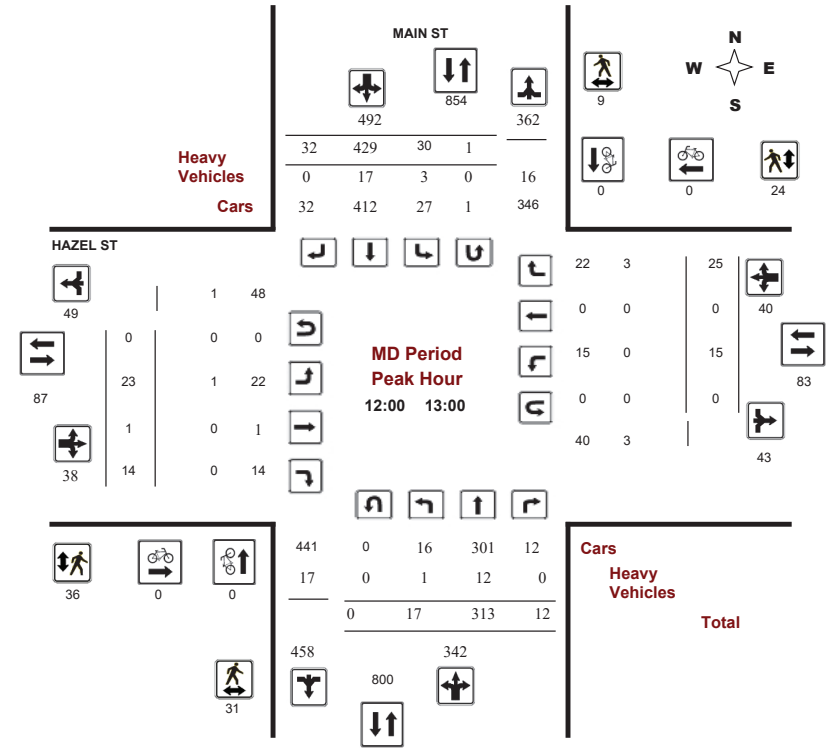 MAIN ST
N
W E
S
854
492 362
9
32 429 30 1
Heavy
Vehicles
0 17 3 0 16
Cars
32 412 27 1 346
0 0 24
HAZEL ST
49
1 48
0 0 0
87
23 1 22
1 0 1
38
14 0 14
MD Period
Peak Hour
12:00 13:00
22 3 25
0 0 0
40
15 0 15
83
0 0 0
40 3
43
441 0 16 301 12
Cars
17 0 1 12 0
Heavy
Vehicles
0 17 313 12
Total
36 0 0
458 342
800
31